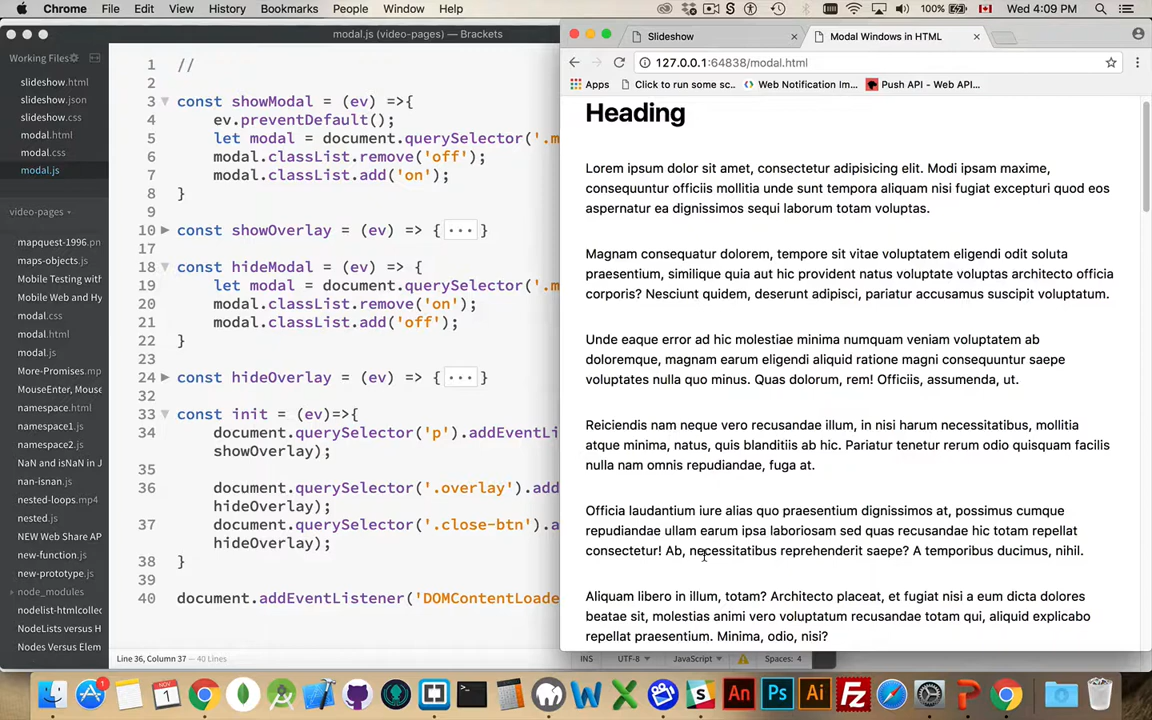 Chrome File Edit View History Bookmarks People Window Help
100% Wed 4:09 PM
modal.js (video-pages) — Brackets
Working Files
slideshow.html
slideshow.json
slideshow.css
modal.html
modal.css
modal.js
video-pages
mapquest-1996.pn
maps-objects.js
Mobile Testing with
Mobile Web and Hy
modal.css
modal.html
modal.js
More-Promises.mp
MouseEnter, Mouse
namespace.html
namespace1.js
namespace2.js
NaN and isNaN in J
nan-isnan.js
nested-loops.mp4
nested.js
NEW Web Share AP
new-function.js
new-prototype.js
node_modules
nodelist-htmlcollec
NodeLists versus H
Nodes Versus Elem
1 //
2
3 const showModal = (ev) =>{
4 ev.preventDefault();
5 let modal = document.querySelector('.m
6 modal.classList.remove('off');
7 modal.classList.add('on');
8 }
9
10 const showOverlay = (ev) => {...}
17
18 const hideModal = (ev) => {
19 let modal = document.querySelector('.m
20 modal.classList.remove('on');
21 modal.classList.add('off');
22 }
23
24 const hideOverlay = (ev) => {...}
32
33 const init = (ev)=>{
34 document.querySelector('p').addEventLi
showOverlay);
35
36 document.querySelector('.overlay').add
hideOverlay);
37 document.querySelector('.close-btn').a
hideOverlay);
38 }
39
40 document.addEventListener('DOMContentLoade
Line 36, Column 37 — 40 Lines
INS UTF-8 JavaScript Spaces: 4
Slideshow
Modal Windows in HTML
127.0.0.1:64838/modal.html
Apps Click to run some sc... Web Notification Im... Push API - Web API...
Heading
Lorem ipsum dolor sit amet, consectetur adipisicing elit. Modi ipsam maxime,
consequuntur officiis mollitia unde sunt tempora aliquam nisi fugiat excepturi quod eos
aspernatur ea dignissimos sequi laborum totam voluptas.
Magnam consequatur dolorem, tempore sit vitae voluptatem eligendi odit soluta
praesentium, similique quia aut hic provident natus voluptate voluptas architecto officia
corporis? Nesciunt quidem, deserunt adipisci, pariatur accusamus suscipit voluptatum.
Unde eaque error ad hic molestiae minima numquam veniam voluptatem ab
doloremque, magnam earum eligendi aliquid ratione magni consequuntur saepe
voluptates nulla quo minus. Quas dolorum, rem! Officiis, assumenda, ut.
Reiciendis nam neque vero recusandae illum, in nisi harum necessitatibus, mollitia
atque minima, natus, quis blanditiis ab hic. Pariatur tenetur rerum odio quisquam facilis
nulla nam omnis repudiandae, fuga at.
Officia laudantium iure alias quo praesentium dignissimos at, possimus cumque
repudiandae ullam earum ipsa laboriosam sed quas recusandae hic totam repellat
consectetur! Ab, necessitatibus reprehenderit saepe? A temporibus ducimus, nihil.
Aliquam libero in illum, totam? Architecto placeat, et fugiat nisi a eum dicta dolores
beatae sit, molestias animi vero voluptatum recusandae totam qui, aliquid explicabo
repellat praesentium. Minima, odio, nisi?